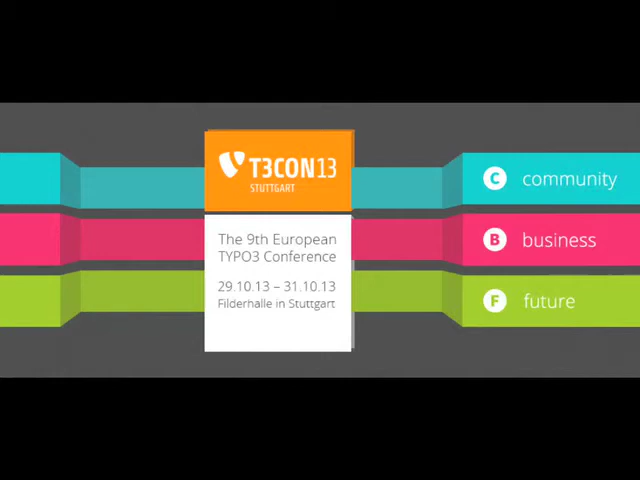 T3CON13
STUTTGART
The 9th European
TYPO3 Conference
29.10.13 – 31.10.13
Filderhalle in Stuttgart
C community
B business
F future